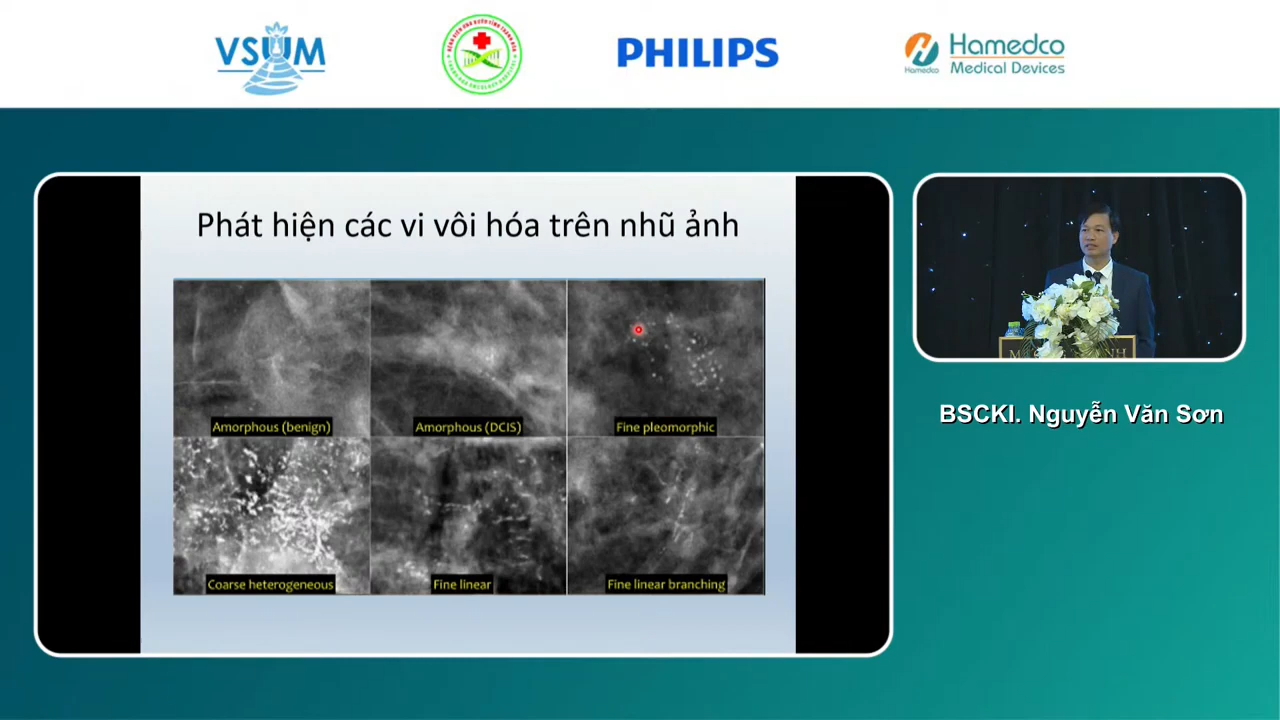 VSUM
PHILIPS
Hamedco
Hamedco
Medical Devices
Phát hiện các vi vôi hóa trên nhũ ảnh
Amorphous (benign)
Amorphous (DCIS)
Fine pleomorphic
Coarse heterogeneous
Fine linear
Fine linear branching
BSCKI. Nguyễn Văn Sơn